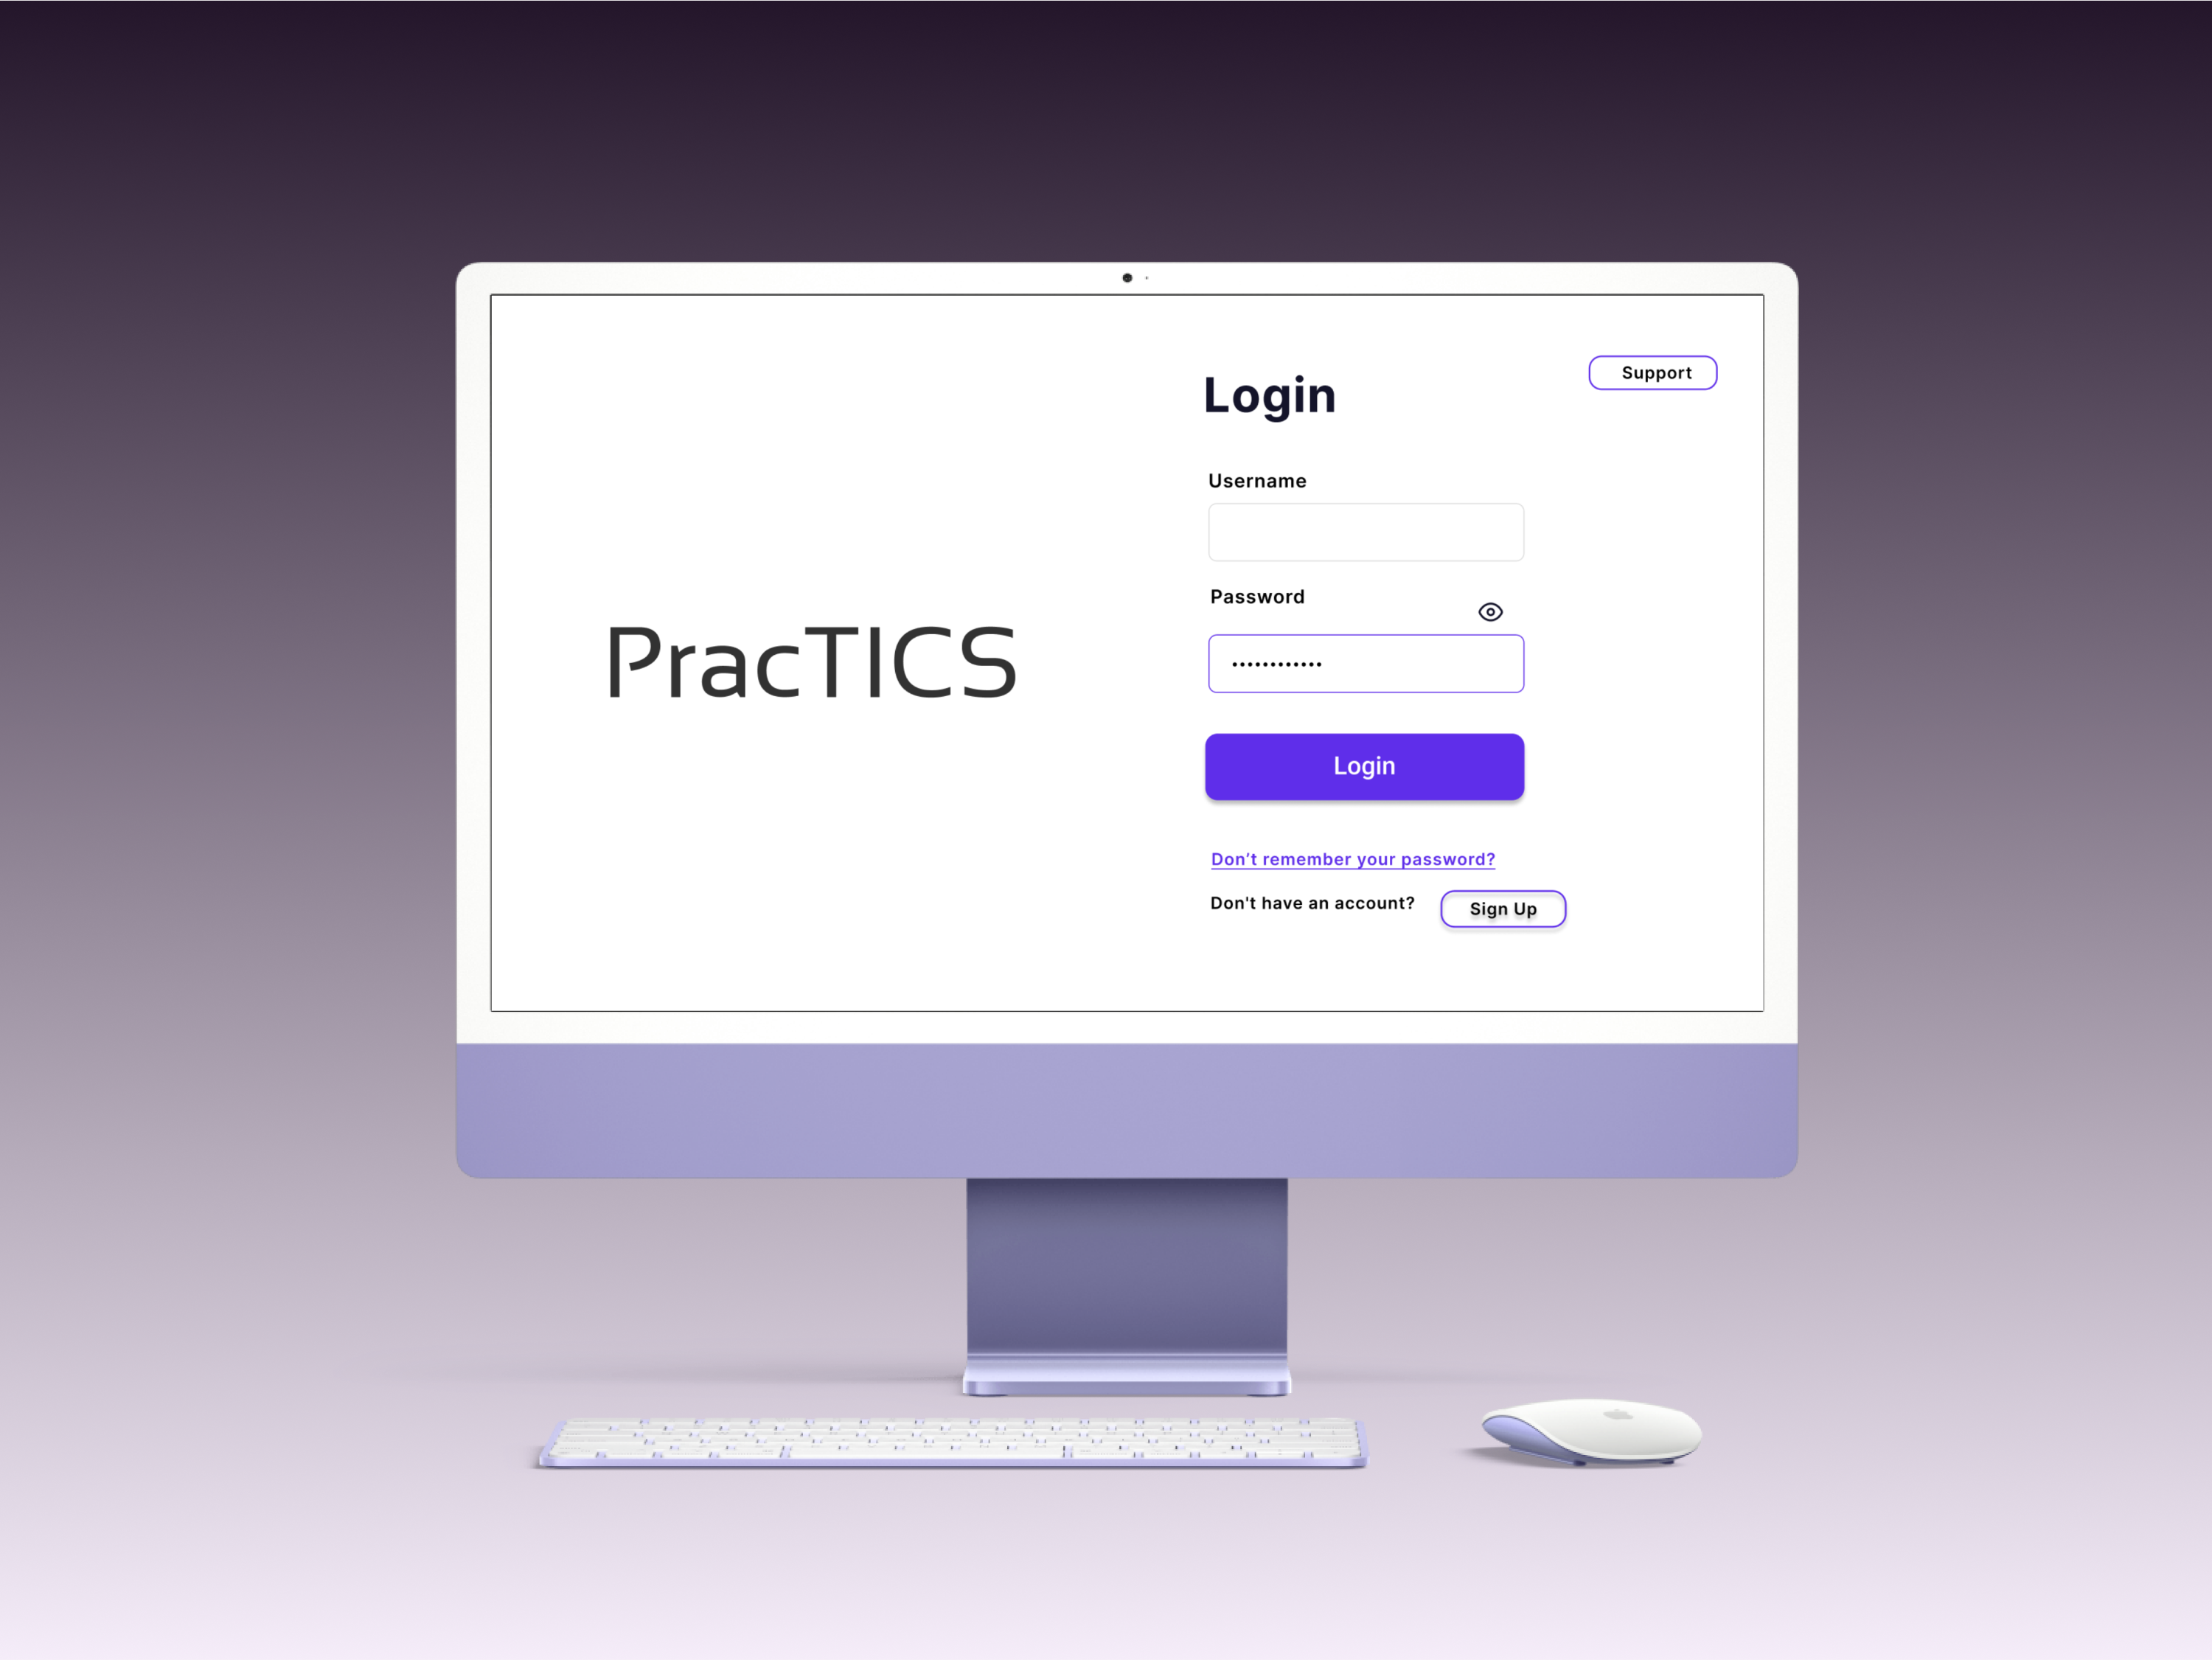 Support
Login
Username
Password
••••••••••••
PracTICS
Login
Don’t remember your password?
Don't have an account?
Sign Up